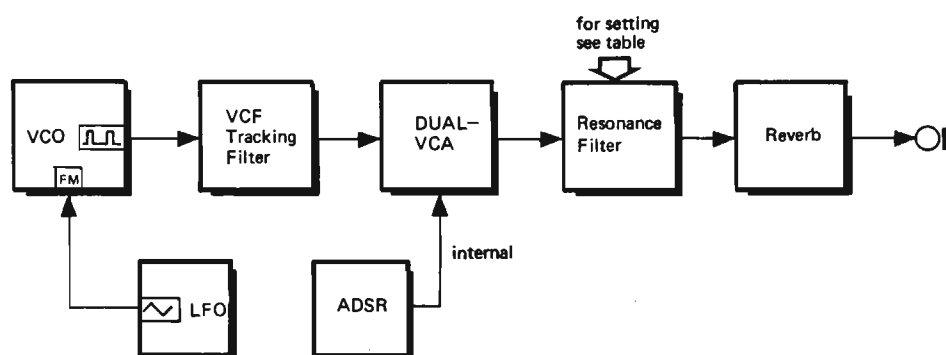 for setting
see table
VCO
FM
VCF
Tracking
Filter
DUAL–
VCA
Resonance
Filter
Reverb
internal
LFO
ADSR